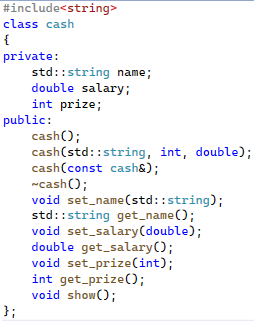 #include<string>
class cash
{
private:
    std::string name;
    double salary;
    int prize;
public:
    cash();
    cash(std::string, int, double);
    cash(const cash&);
    ~cash();
    void set_name(std::string);
    std::string get_name();
    void set_salary(double);
    double get_salary();
    void set_prize(int);
    int get_prize();
    void show();
};